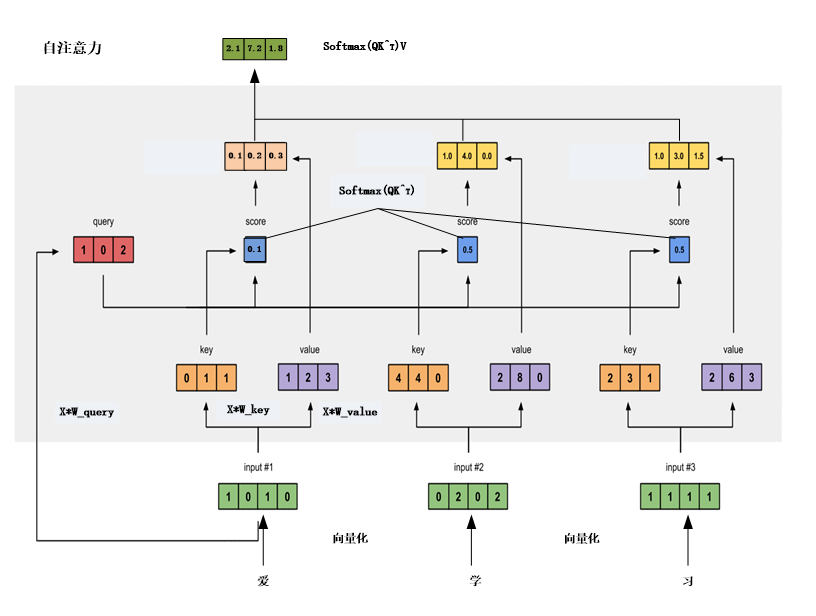 自注意力
2.1 7.2 1.8
Softmax(QK^T)V
0.1 0.2 0.3
1.0 4.0 0.0
1.0 3.0 1.5
Softmax(QK^T)
query
score
score
score
1 0 2
0.1
0.5
0.5
key
value
key
value
key
value
0 1 1
1 2 3
4 4 0
2 8 0
2 3 1
2 6 3
X*W_query
X*W_key
X*W_value
input #1
input #2
input #3
1 0 1 0
0 2 0 2
1 1 1 1
向量化
向量化
爱
学
习